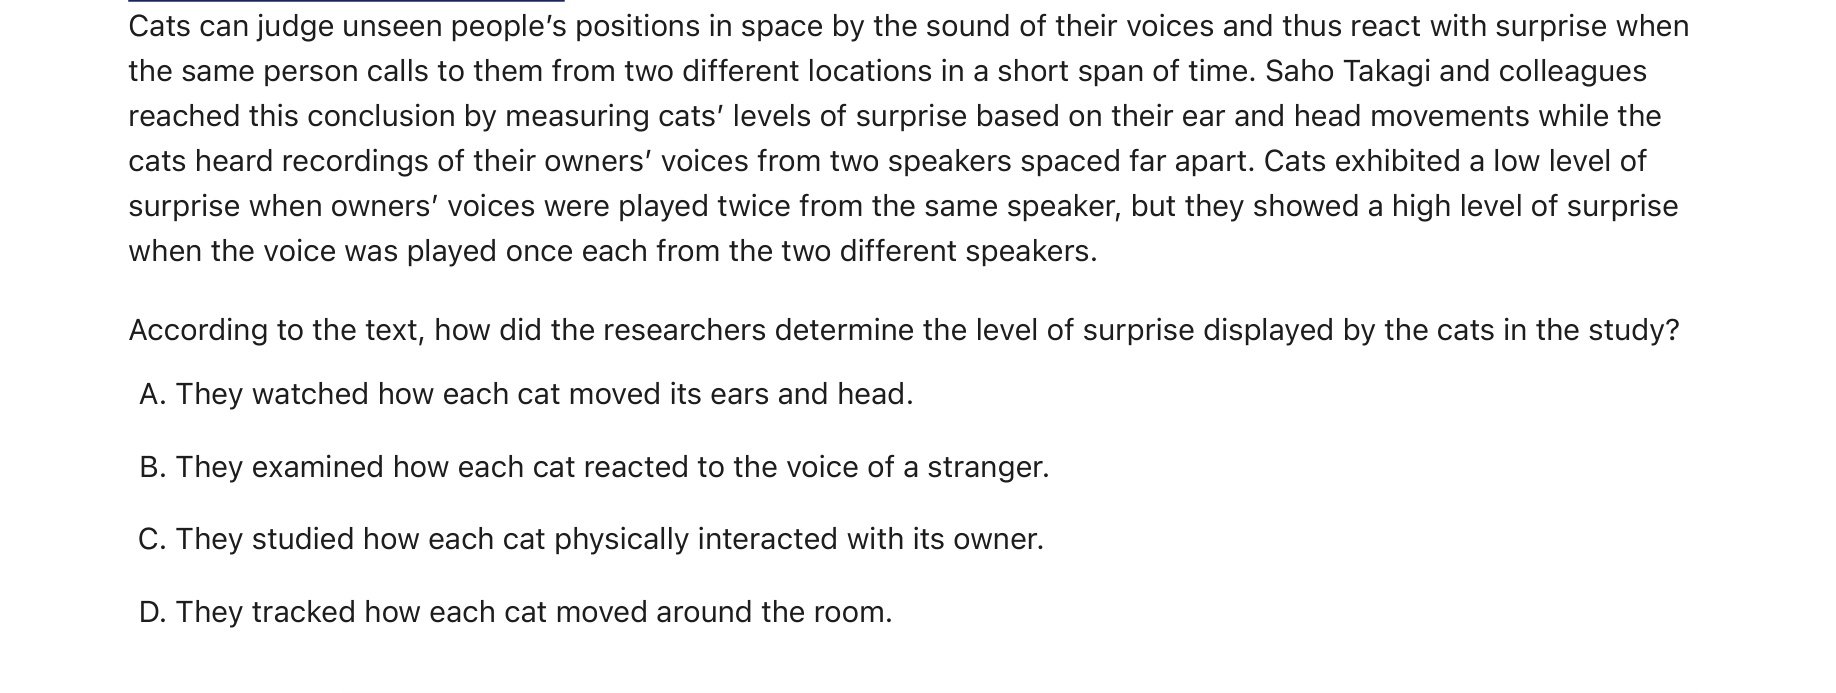 Cats can judge unseen people’s positions in space by the sound of their voices and thus react with surprise when
the same person calls to them from two different locations in a short span of time. Saho Takagi and colleagues
reached this conclusion by measuring cats’ levels of surprise based on their ear and head movements while the
cats heard recordings of their owners’ voices from two speakers spaced far apart. Cats exhibited a low level of
surprise when owners’ voices were played twice from the same speaker, but they showed a high level of surprise
when the voice was played once each from the two different speakers.
According to the text, how did the researchers determine the level of surprise displayed by the cats in the study?
A. They watched how each cat moved its ears and head.
B. They examined how each cat reacted to the voice of a stranger.
C. They studied how each cat physically interacted with its owner.
D. They tracked how each cat moved around the room.